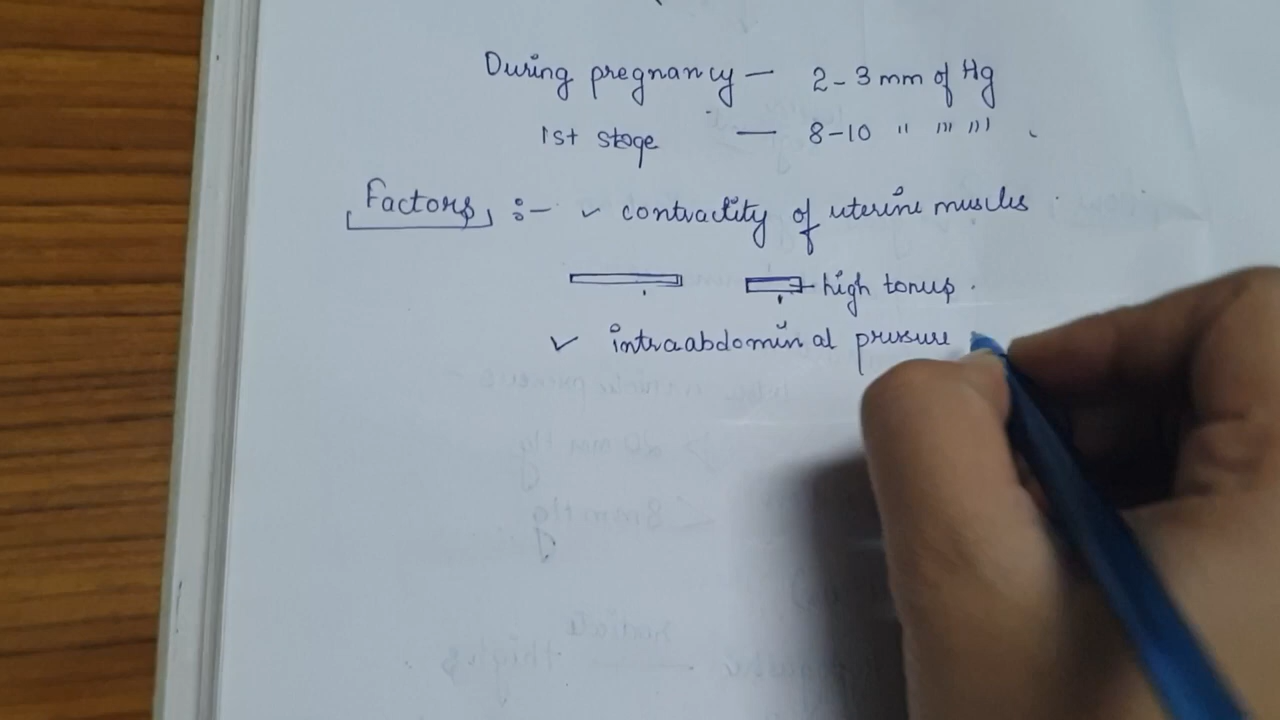 During pregnancy — 2-3 mm of Hg
1st stage — 8-10 " "' "'
Factors :- ✓ contractity of uterine muscles
high tonus.
✓ intraabdominal pressure